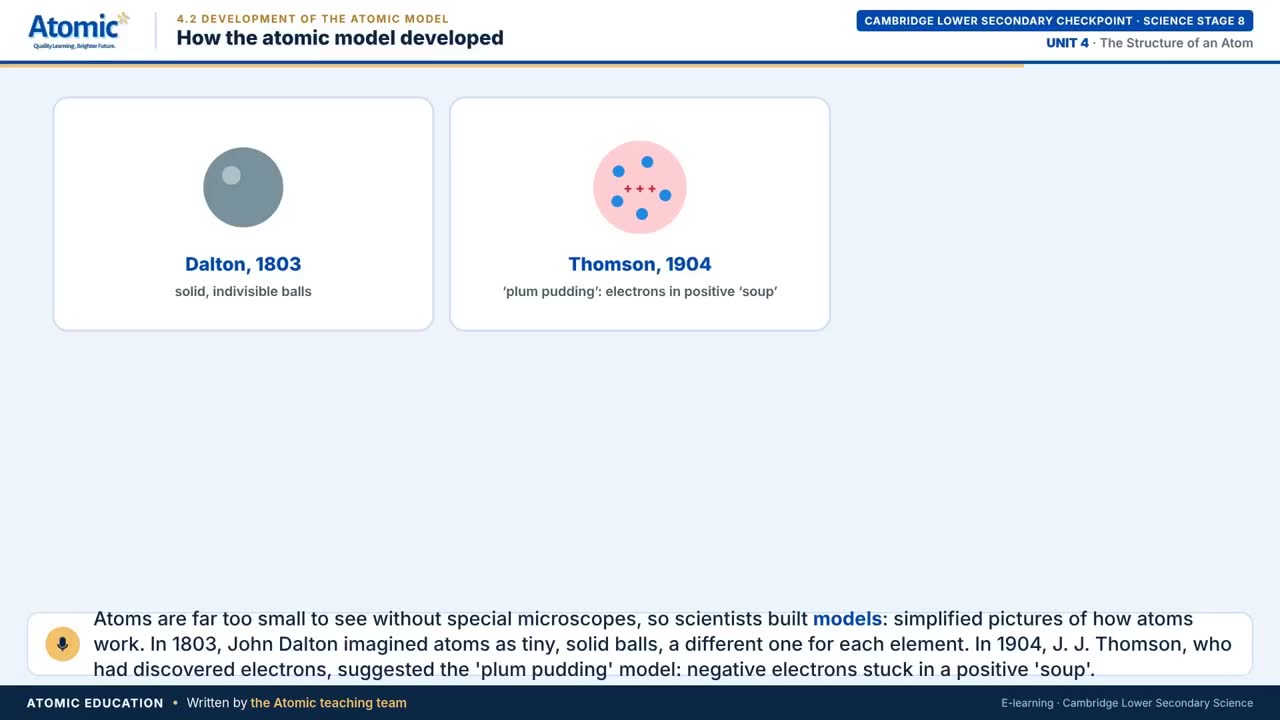 Atomic
Quality Learning, Brighter Future.
4.2 DEVELOPMENT OF THE ATOMIC MODEL
How the atomic model developed
CAMBRIDGE LOWER SECONDARY CHECKPOINT · SCIENCE STAGE 8
UNIT 4 · The Structure of an Atom
+ + +
Dalton, 1803
solid, indivisible balls
Thomson, 1904
‘plum pudding’: electrons in positive ‘soup’
Atoms are far too small to see without special microscopes, so scientists built models: simplified pictures of how atoms
work. In 1803, John Dalton imagined atoms as tiny, solid balls, a different one for each element. In 1904, J. J. Thomson, who
had discovered electrons, suggested the 'plum pudding' model: negative electrons stuck in a positive 'soup'.
ATOMIC EDUCATION • Written by the Atomic teaching team
E-learning · Cambridge Lower Secondary Science